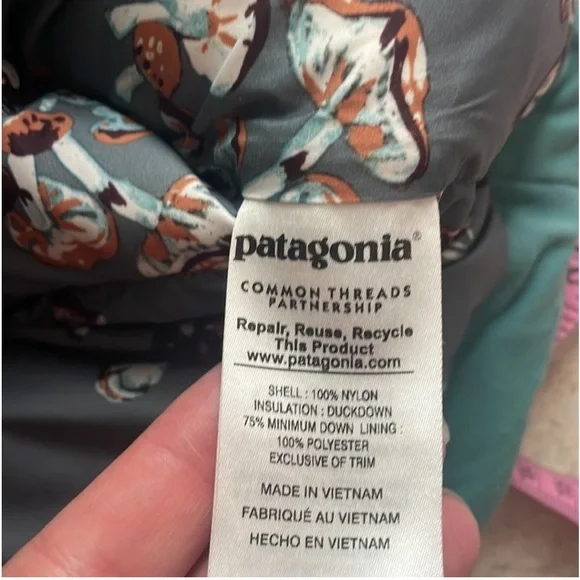 patagonia®
COMMON THREADS
PARTNERSHIP
Repair, Reuse, Recycle
This Product
www.patagonia.com
SHELL : 100% NYLON
INSULATION : DUCKDOWN
75% MINIMUM DOWN LINING :
100% POLYESTER
EXCLUSIVE OF TRIM
MADE IN VIETNAM
FABRIQUÉ AU VIETNAM
HECHO EN VIETNAM